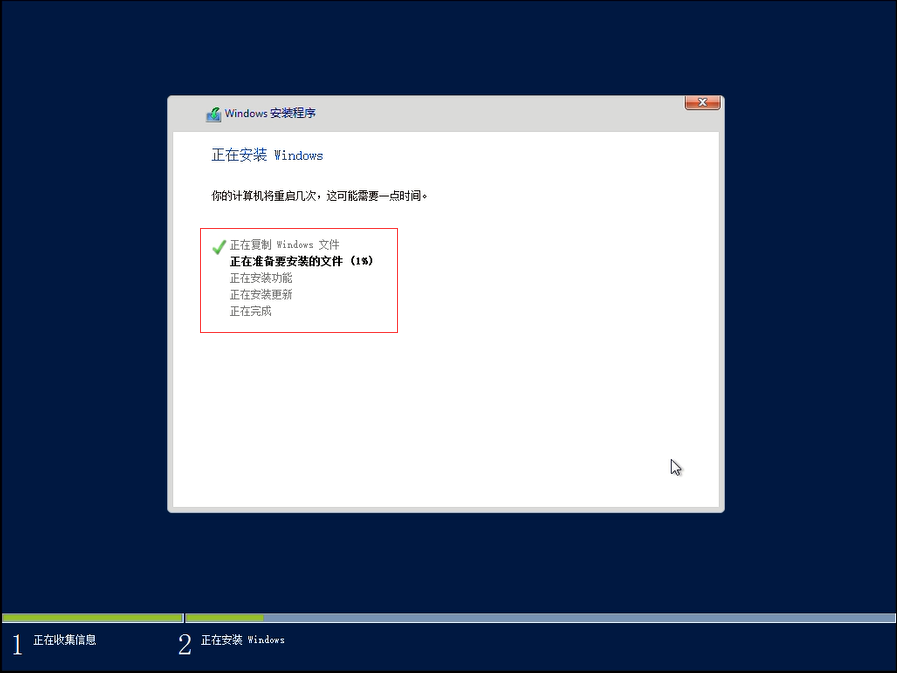 Windows 安装程序
正在安装 Windows
你的计算机将重启几次，这可能需要一点时间。
正在复制 Windows 文件
正在准备要安装的文件 (1%)
正在安装功能
正在安装更新
正在完成
1 正在收集信息
2 正在安装 Windows